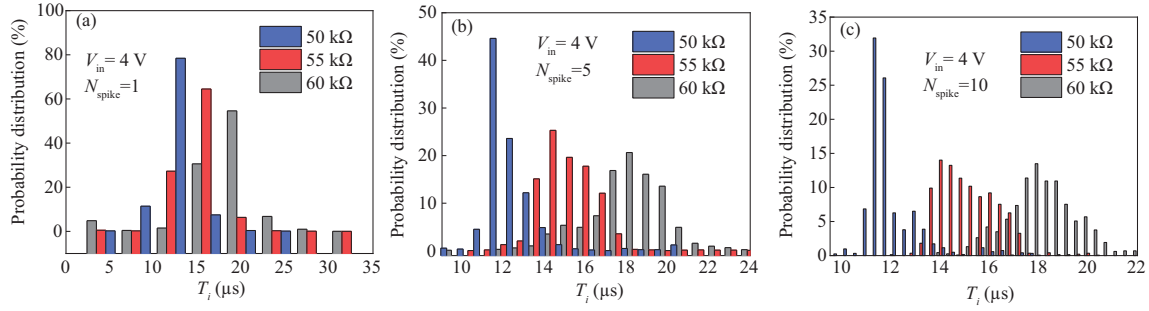 (a)
50 kΩ
55 kΩ
60 kΩ
V_in = 4 V
N_spike=1
Probability distribution (%)
100
80
60
40
20
0
0 5 10 15 20 25 30 35
T_i (µs)
(b)
50 kΩ
55 kΩ
60 kΩ
V_in = 4 V
N_spike=5
Probability distribution (%)
50
40
30
20
10
0
10 12 14 16 18 20 22 24
T_i (µs)
(c)
50 kΩ
55 kΩ
60 kΩ
V_in = 4 V
N_spike=10
Probability distribution (%)
35
30
25
20
15
10
5
0
10 12 14 16 18 20 22
T_i (µs)